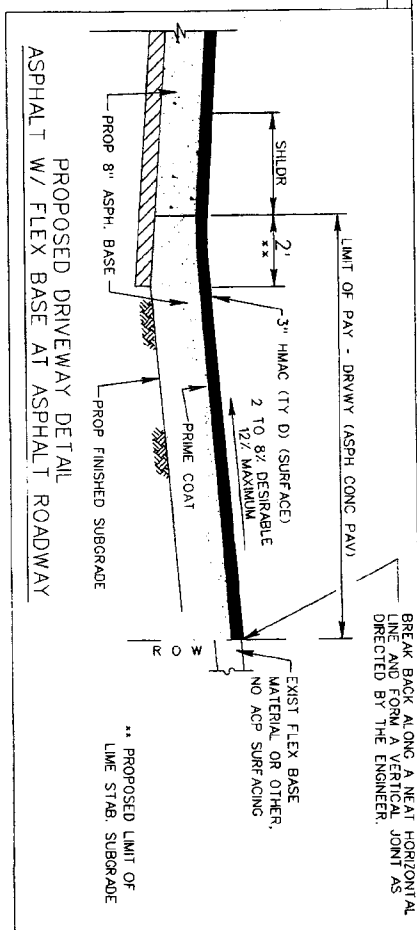 BREAK BACK ALONG A NEAT HORIZONTAL
LINE AND FORM A VERTICAL JOINT AS
DIRECTED BY THE ENGINEER.
LIMIT OF PAY - DRVWY (ASPH CONC PAV)
SHLDR
2'
**
3" HMAC (TY D) (SURFACE)
2 TO 8% DESIRABLE
12% MAXIMUM
EXIST FLEX BASE
MATERIAL OR OTHER,
NO ACP SURFACING
R O W
PRIME COAT
PROP 8" ASPH. BASE
PROP FINISHED SUBGRADE
** PROPOSED LIMIT OF
LIME STAB. SUBGRADE
PROPOSED DRIVEWAY DETAIL
ASPHALT W/ FLEX BASE AT ASPHALT ROADWAY